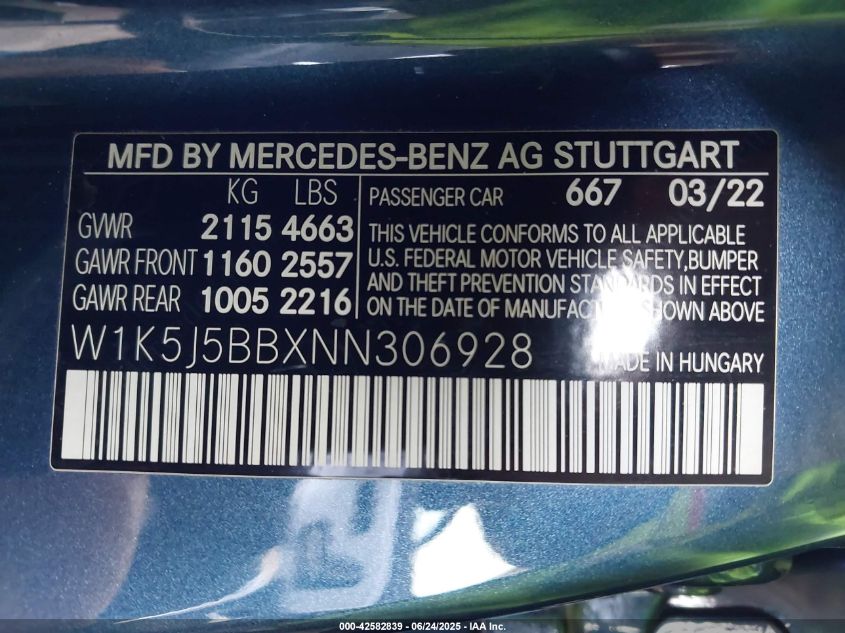 MFD BY MERCEDES-BENZ AG STUTTGART
KG LBS
GVWR 2115 4663
GAWR FRONT 1160 2557
GAWR REAR 1005 2216
PASSENGER CAR 667 03/22
THIS VEHICLE CONFORMS TO ALL APPLICABLE
U.S. FEDERAL MOTOR VEHICLE SAFETY,BUMPER
AND THEFT PREVENTION STANDARDS IN EFFECT
ON THE DATE OF MANUFACTURE SHOWN ABOVE
W1K5J5BBXNN306928 MADE IN HUNGARY
000-42582839 - 06/24/2025 - IAA Inc.